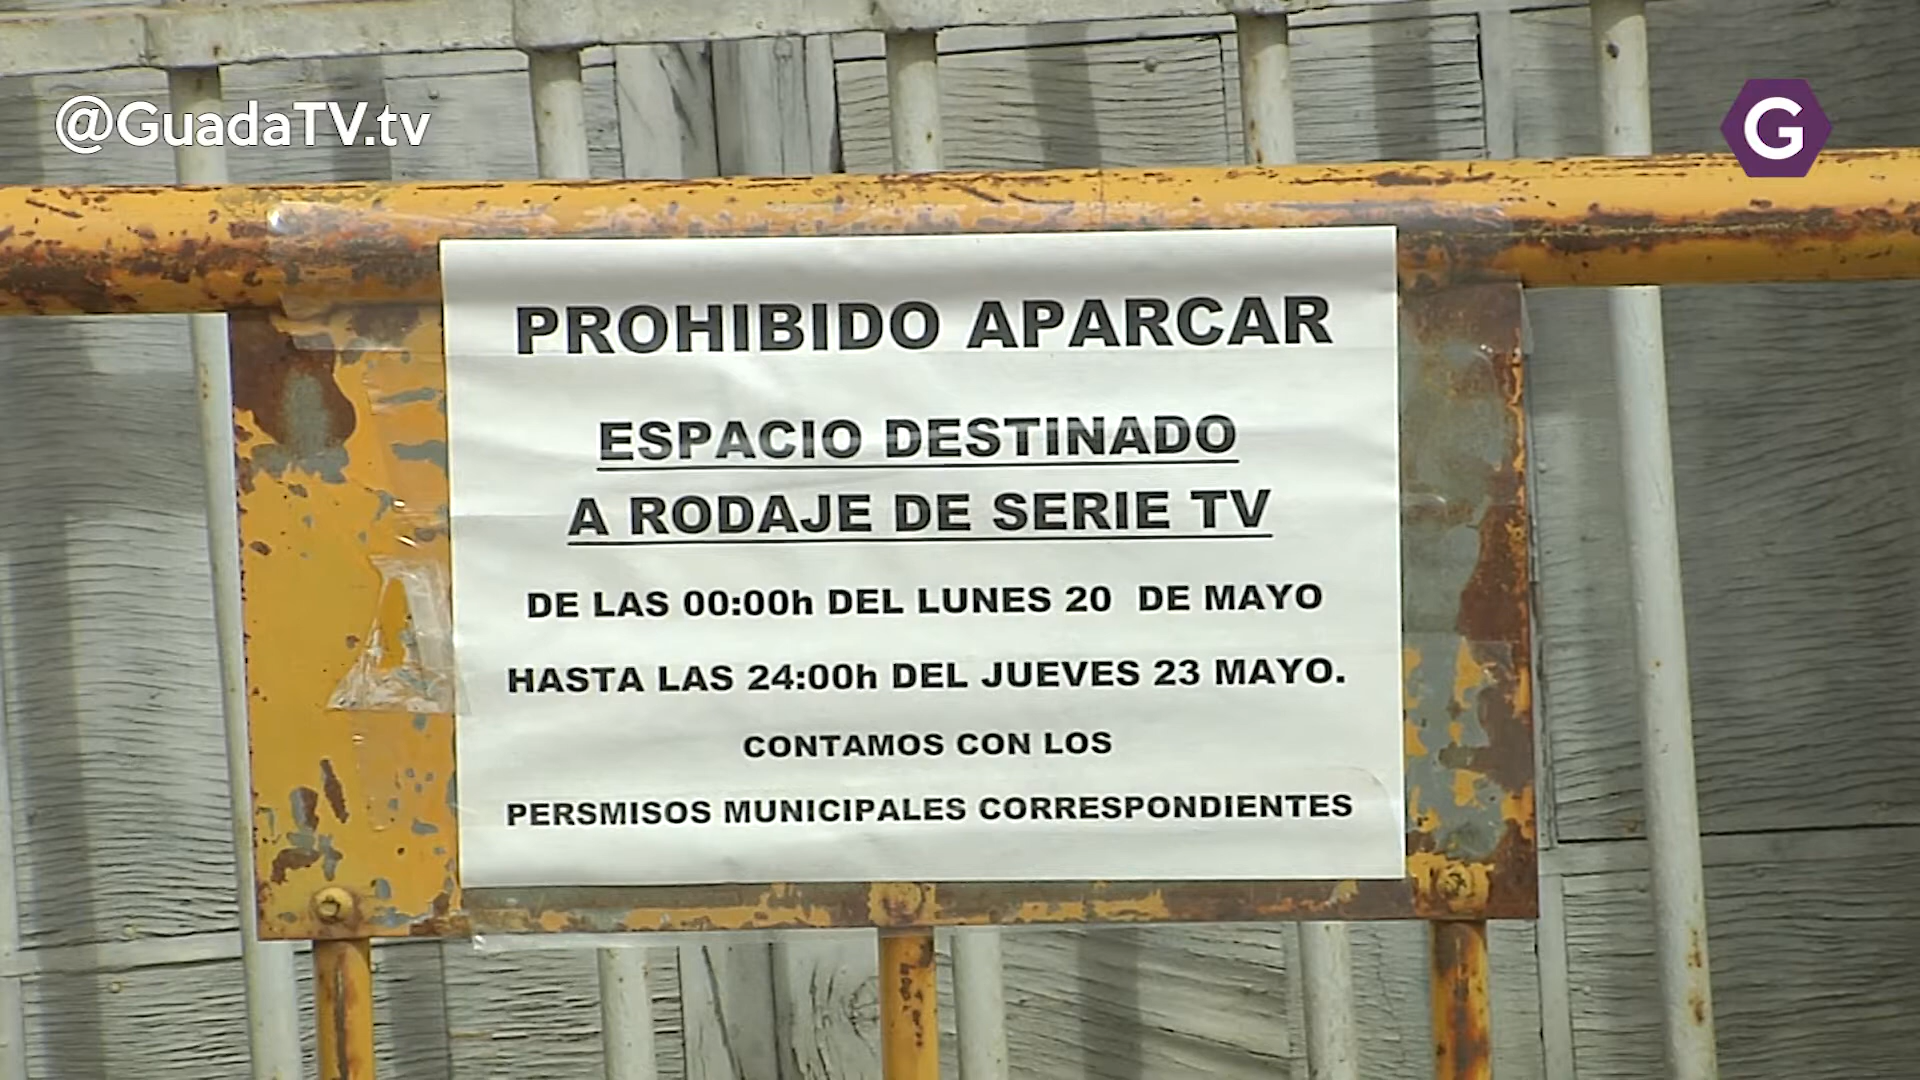 @GuadaTV.tv
G
PROHIBIDO APARCAR
ESPACIO DESTINADO
A RODAJE DE SERIE TV
DE LAS 00:00h DEL LUNES 20 DE MAYO
HASTA LAS 24:00h DEL JUEVES 23 MAYO.
CONTAMOS CON LOS
PERSMISOS MUNICIPALES CORRESPONDIENTES